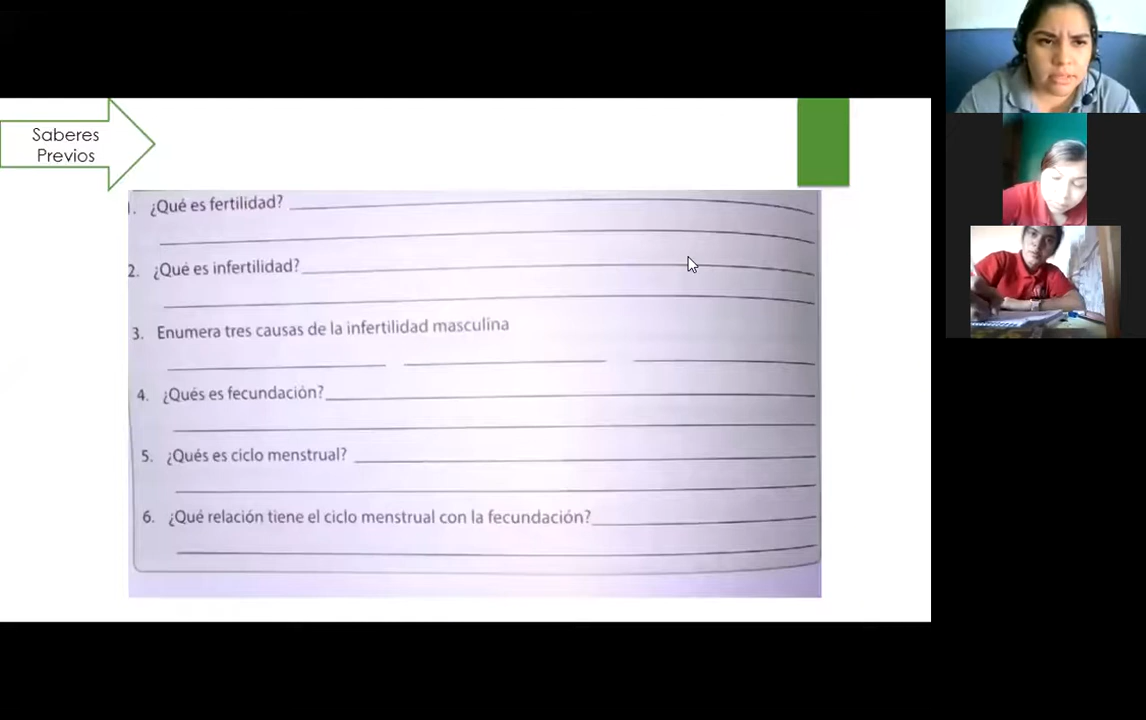 Saberes
Previos
1. ¿Qué es fertilidad?
2. ¿Qué es infertilidad?
3. Enumera tres causas de la infertilidad masculina
4. ¿Qués es fecundación?
5. ¿Qués es ciclo menstrual?
6. ¿Qué relación tiene el ciclo menstrual con la fecundación?